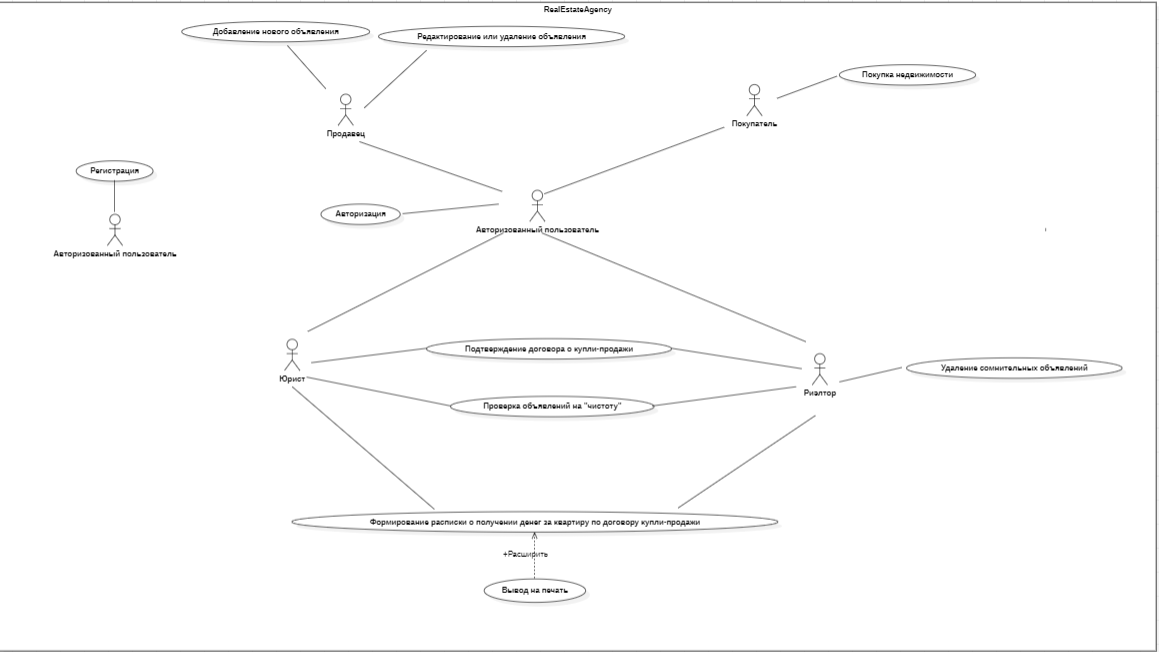 RealEstateAgency
Добавление нового объявления
Редактирование или удаление объявления
Покупка недвижимости
Продавец
Покупатель
Регистрация
Авторизация
Авторизованный пользователь
Авторизованный пользователь
Подтверждение договора о купли-продажи
Юрист
Удаление сомнительных объявлений
Риэлтор
Проверка объявлений на "чистоту"
Формирование расписки о получении денег за квартиру по договору купли-продажи
+Расширить
Вывод на печать